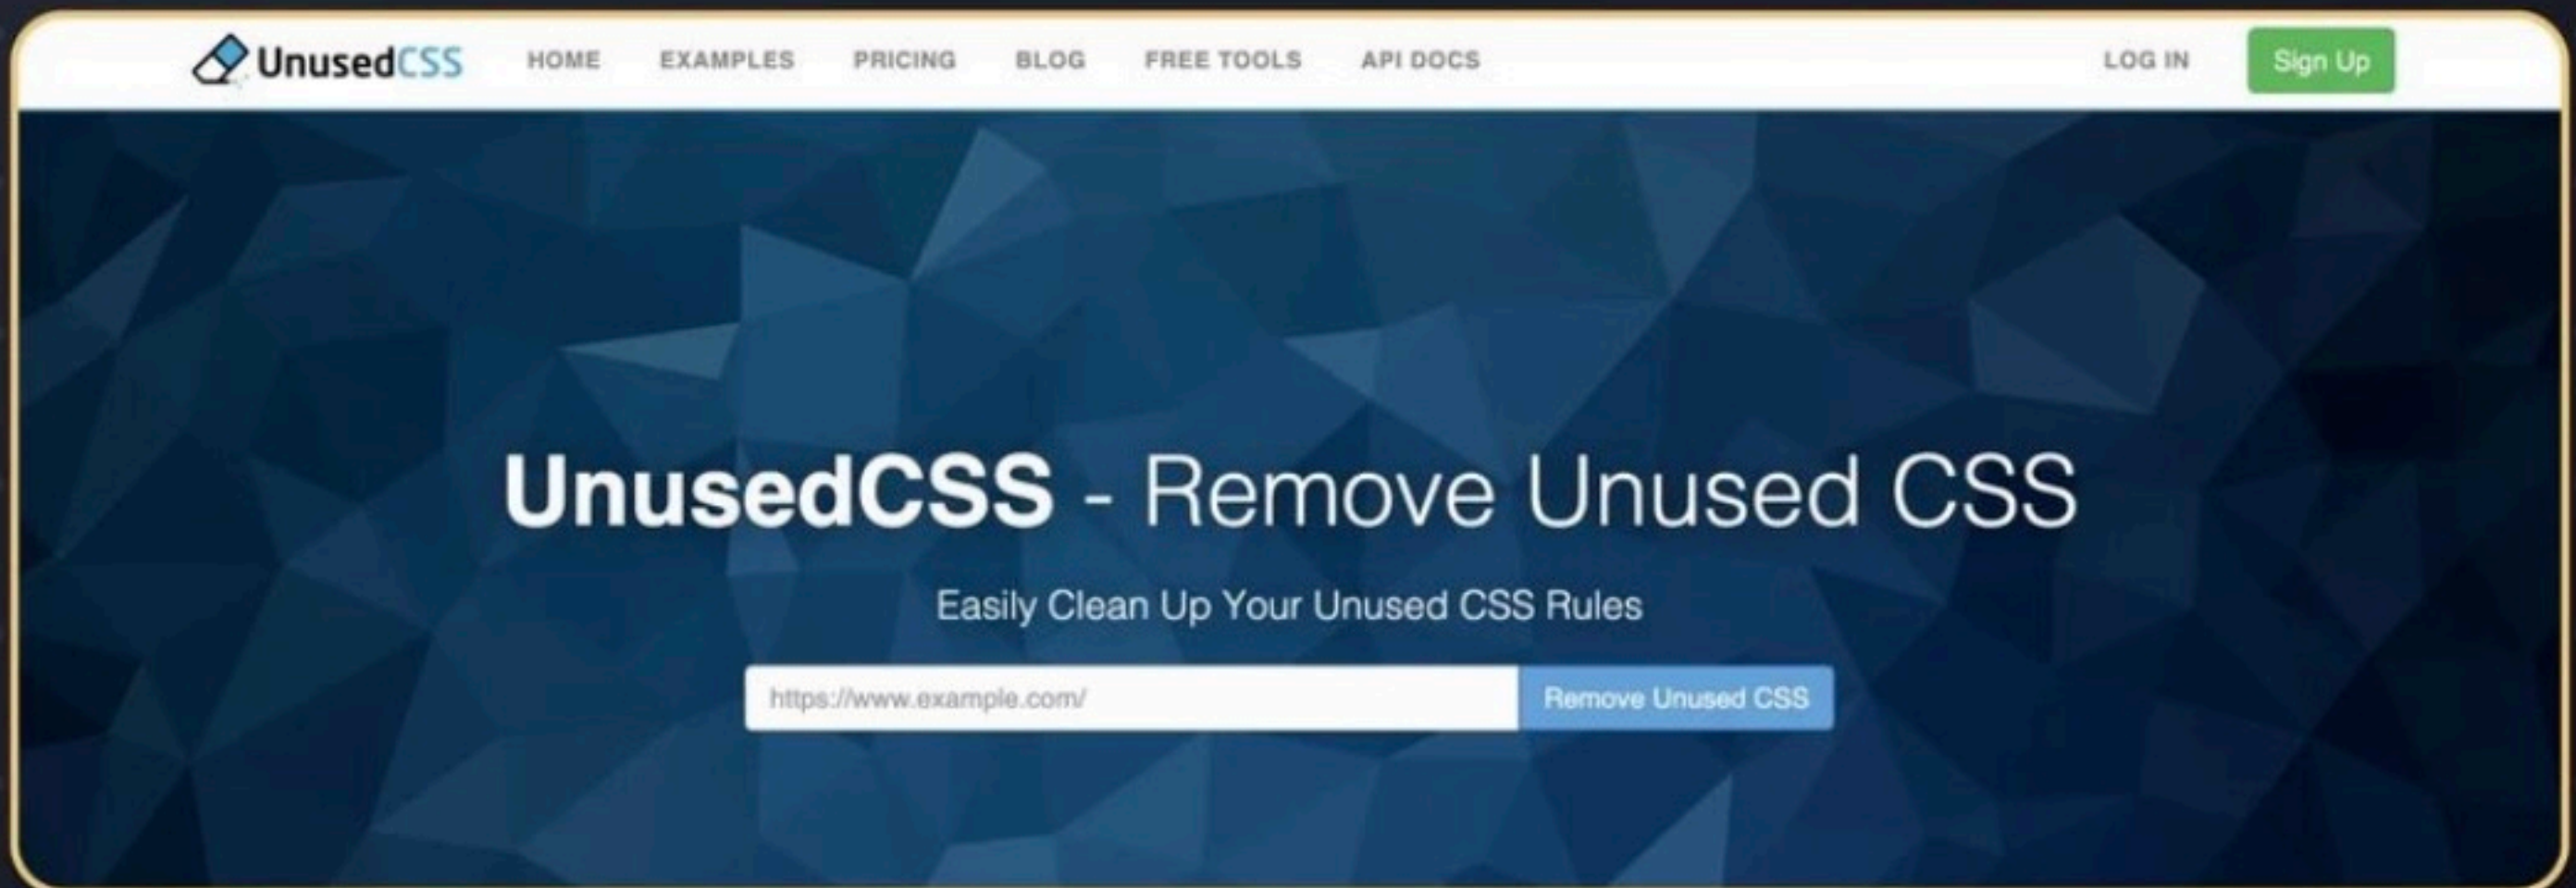 UnusedCSS HOME EXAMPLES PRICING BLOG FREE TOOLS API DOCS LOG IN Sign Up
UnusedCSS - Remove Unused CSS
Easily Clean Up Your Unused CSS Rules
https://www.example.com/ Remove Unused CSS